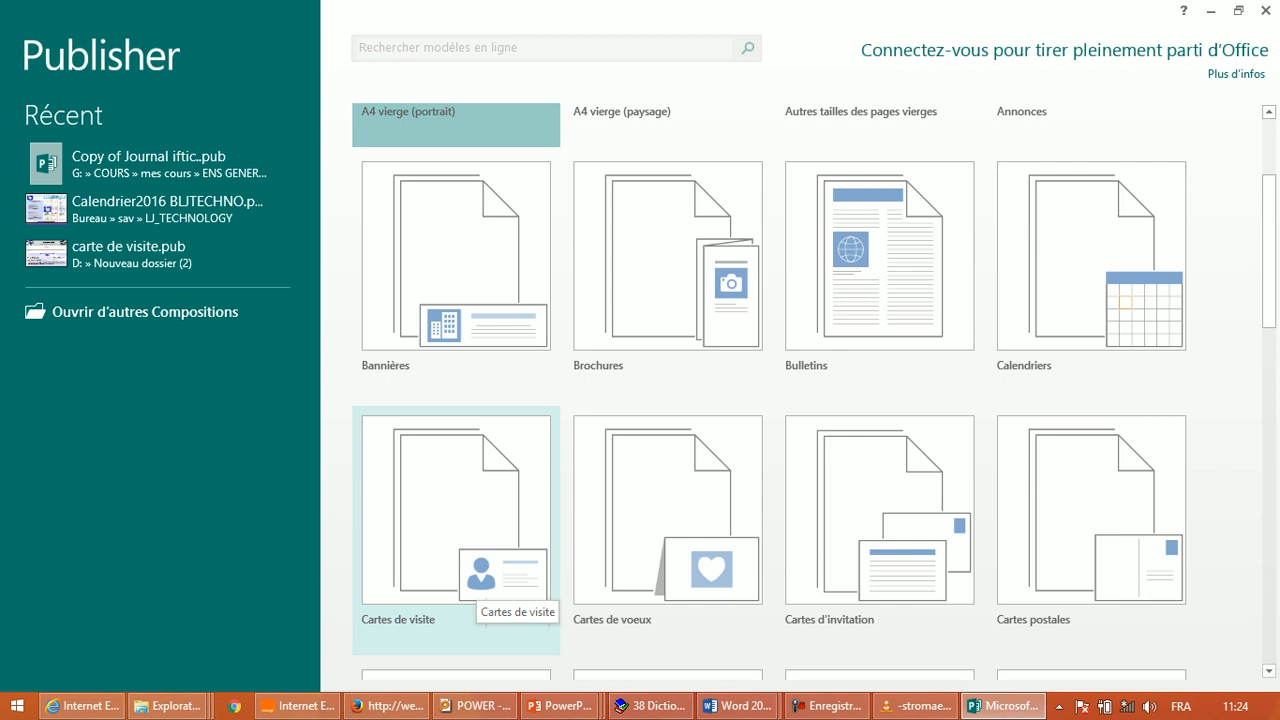 ?
Publisher
Rechercher modèles en ligne
Connectez-vous pour tirer pleinement parti d'Office
Plus d'infos
Récent
Copy of Journal iftic..pub
G: » COURS » mes cours » ENS GENER...
Calendrier2016 BLJTECHNO.p...
Bureau » sav » LJ_TECHNOLOGY
carte de visite.pub
D: » Nouveau dossier (2)
Ouvrir d'autres Compositions
A4 vierge (portrait)
A4 vierge (paysage)
Autres tailles des pages vierges
Annonces
Bannières
Brochures
Bulletins
Calendriers
Cartes de visite
Cartes de visite
Cartes de voeux
Cartes d'invitation
Cartes postales
Internet E...
Explorat...
Internet E...
http://we...
POWER -...
PowerP...
38 Dictio...
Word 20...
Enregistr...
-stromae...
Microsof...
FRA
11:24